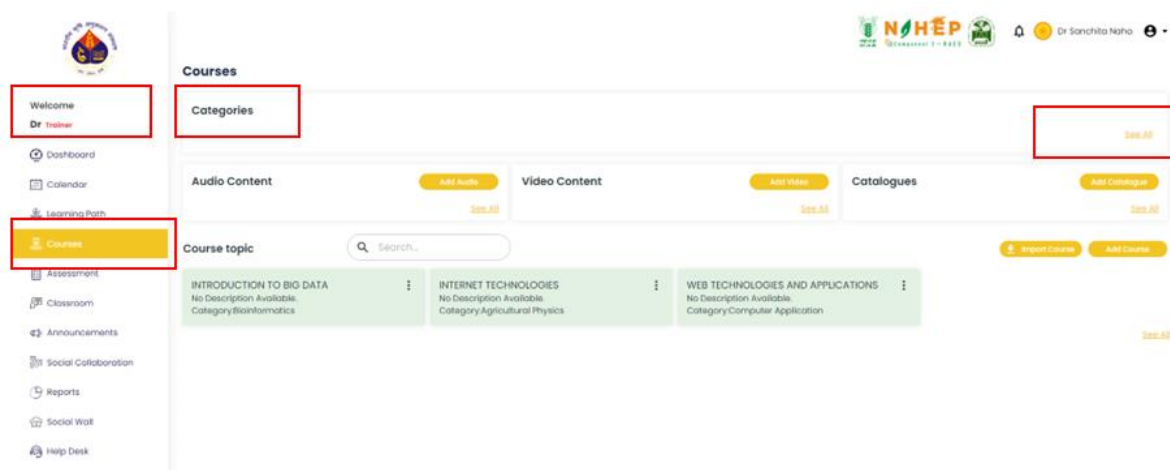 NAHEP
Component 2 - RAES
Dr Sanchita Naha
Courses
Welcome
Dr Trainer
Categories
See All
Dashboard
Calendar
Learning Path
Courses
Assessment
Classroom
Announcements
Social Collaboration
Reports
Social Wall
Help Desk
Audio Content
Add Audio
See All
Video Content
Add Video
See All
Catalogues
Add Catalogue
See All
Course topic
Search...
Import Course
Add Course
INTRODUCTION TO BIG DATA
No Description Available.
Category:Bioinformatics
INTERNET TECHNOLOGIES
No Description Available.
Category:Agricultural Physics
WEB TECHNOLOGIES AND APPLICATIONS
No Description Available.
Category:Computer Application
See All